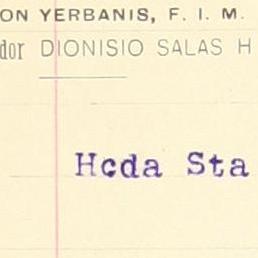 ON YERBANIS, F. I. M.
dor DIONISIO SALAS H
Hcda Sta